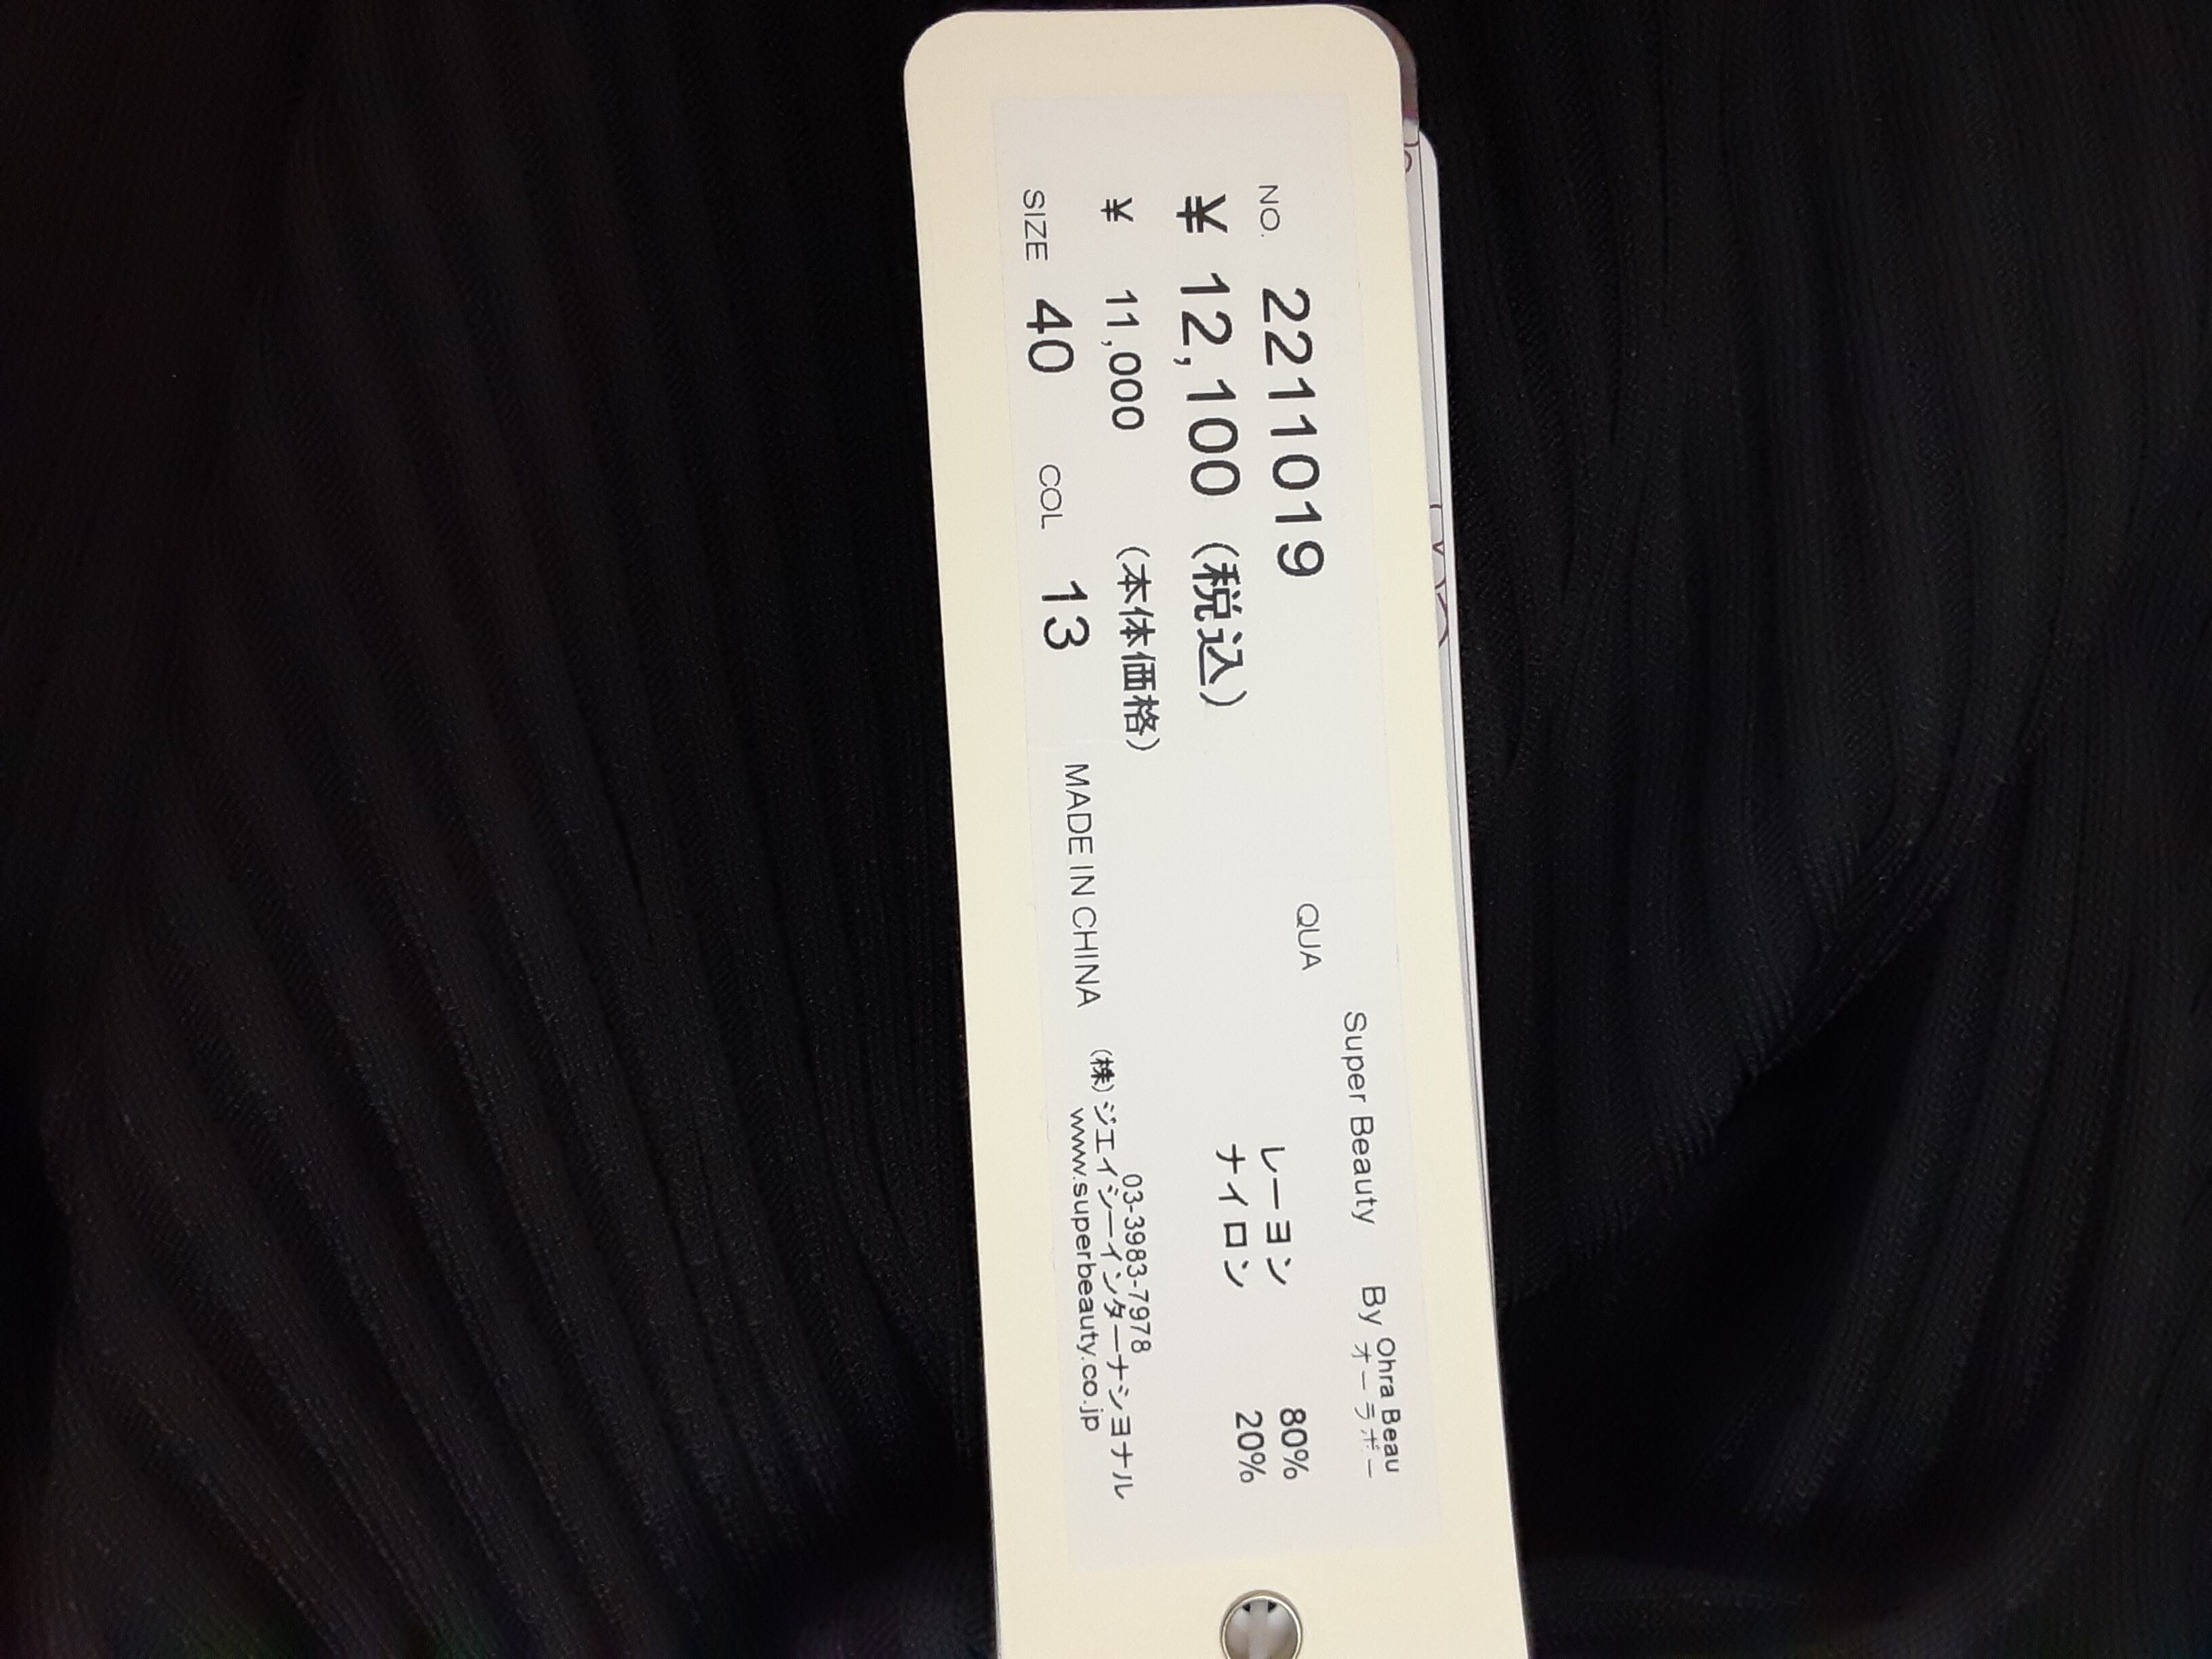 Super Beauty By Ohra Beau
オーラボー
NO. 2211019
QUA レーヨン 80%
ナイロン 20%
¥ 12,100 (税込)
¥ 11,000 (本体価格)
SIZE 40 COL 13 MADE IN CHINA
03-3983-7978
(株)ジエイシーインターナシヨナル
www.superbeauty.co.jp